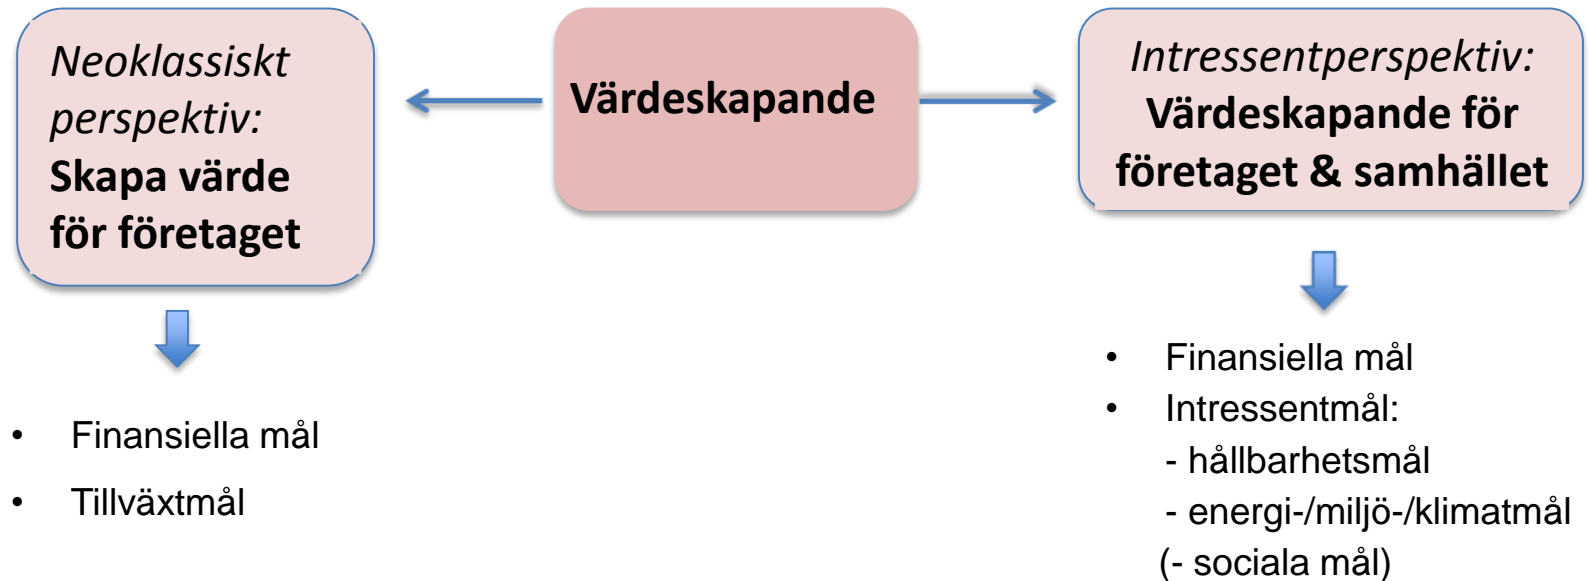 Neoklassiskt
perspektiv:
Skapa värde
för företaget
Värdeskapande
Intressentperspektiv:
Värdeskapande för
företaget & samhället
• Finansiella mål
• Tillväxtmål
• Finansiella mål
• Intressentmål:
- hållbarhetsmål
- energi-/miljö-/klimatmål
(- sociala mål)